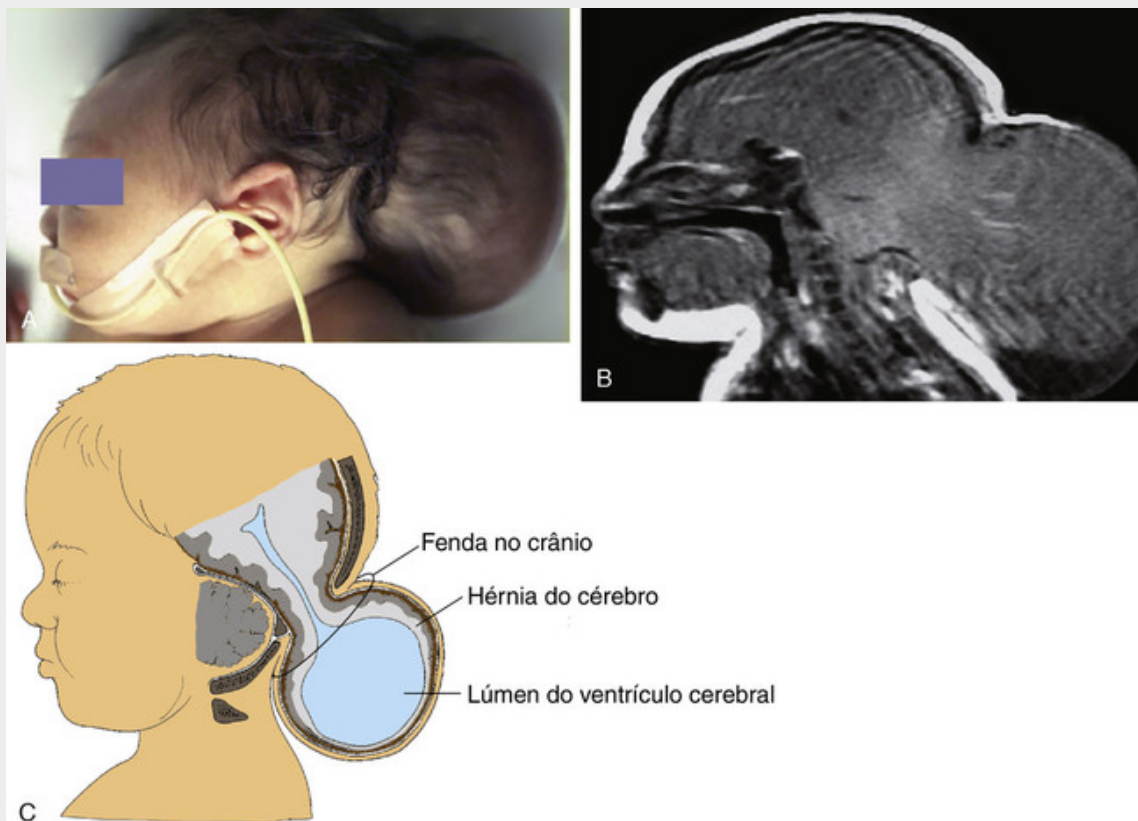 A
B
Fenda no crânio
Hérnia do cérebro
Lúmen do ventrículo cerebral
C